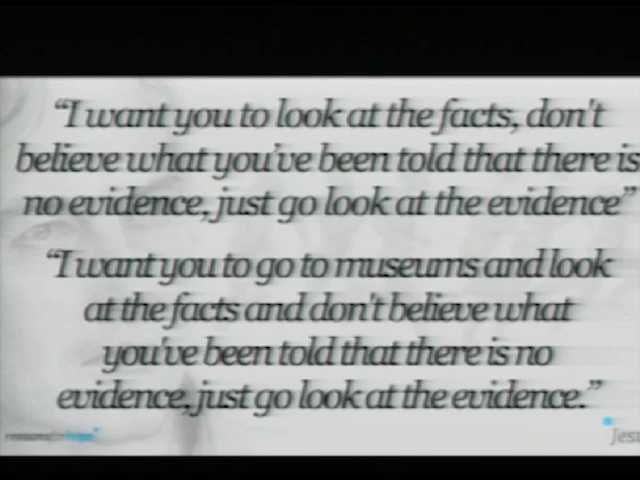 “I want you to look at the facts, don't
believe what you've been told that there is
no evidence, just go look at the evidence”
“I want you to go to museums and look
at the facts and don't believe what
you've been told that there is no
evidence, just go look at the evidence.”
reasonsforhope*
* Jesu